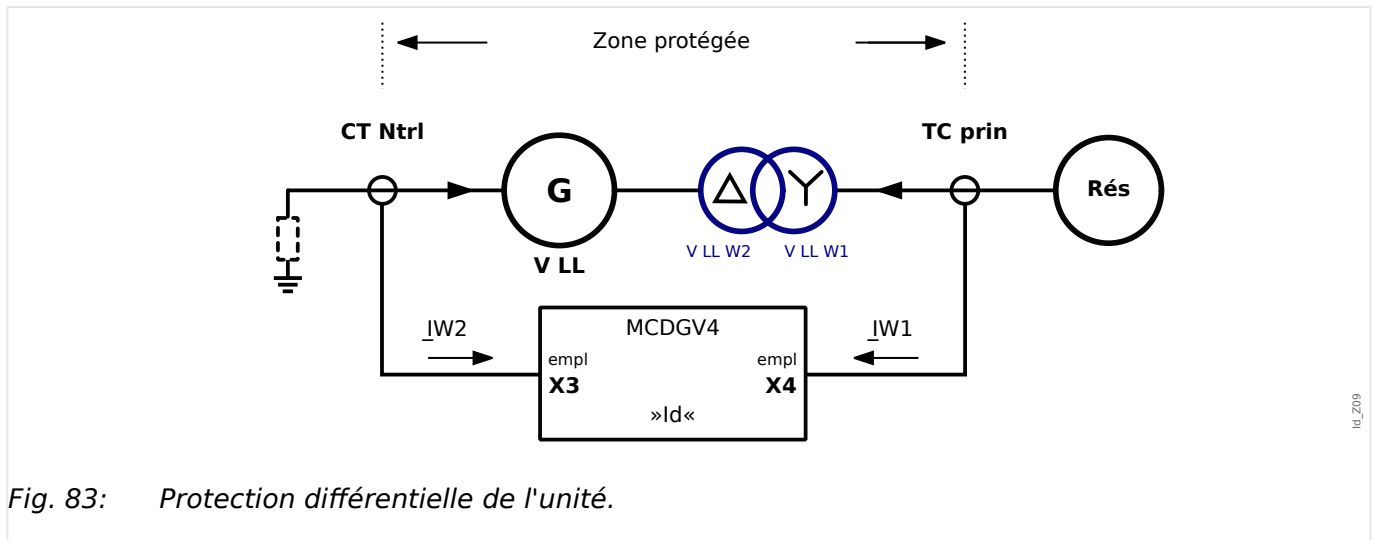 Zone protégée
CT Ntrl
TC prin
G
Rés
V LL
V LL W2
V LL W1
_IW2
MCDGV4
_IW1
empl
empl
X3
X4
»Id«
Id_Z09
Fig. 83: Protection différentielle de l'unité.